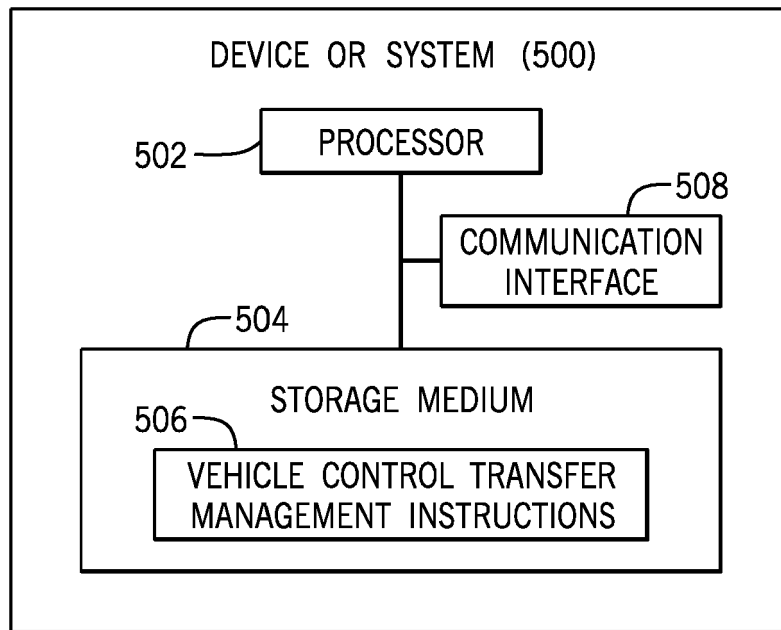 DEVICE OR SYSTEM (500)
PROCESSOR
502
508
COMMUNICATION
INTERFACE
504
STORAGE MEDIUM
506
VEHICLE CONTROL TRANSFER
MANAGEMENT INSTRUCTIONS